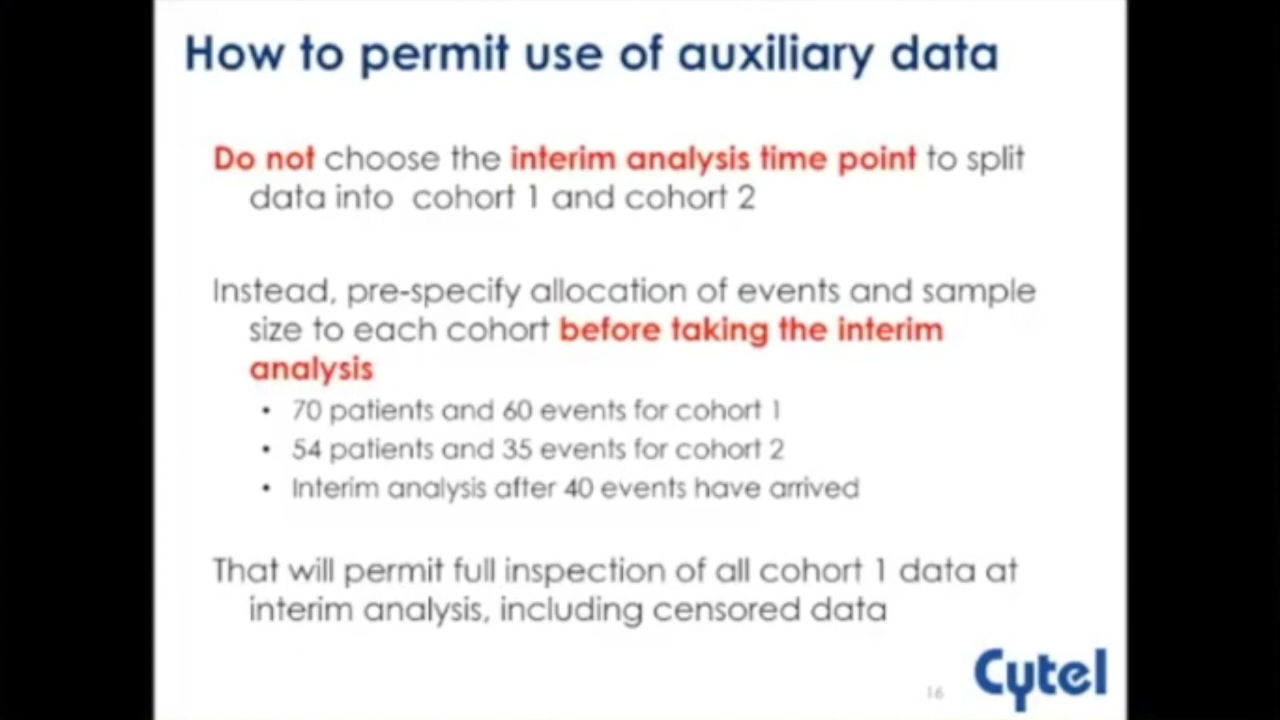 How to permit use of auxiliary data
Do not choose the interim analysis time point to split
data into cohort 1 and cohort 2
Instead, pre-specify allocation of events and sample
size to each cohort before taking the interim
analysis
• 70 patients and 60 events for cohort 1
• 54 patients and 35 events for cohort 2
• Interim analysis after 40 events have arrived
That will permit full inspection of all cohort 1 data at
interim analysis, including censored data
16
Cytel